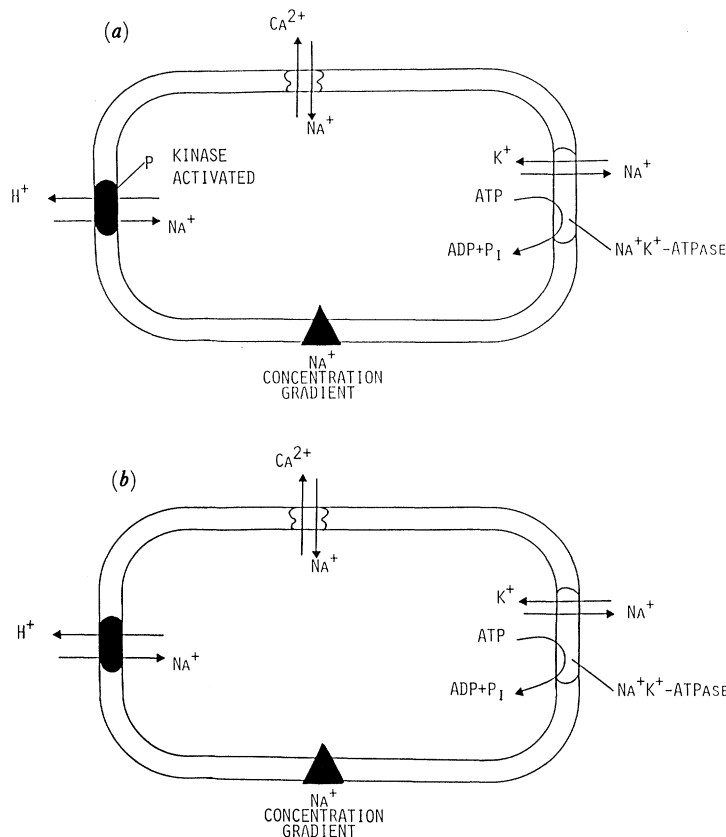 (a)
CA2+
NA+
P KINASE
ACTIVATED
H+
NA+
K+
NA+
ATP
ADP+PI
NA+K+-ATPASE
NA+
CONCENTRATION
GRADIENT
(b)
CA2+
NA+
H+
NA+
K+
NA+
ATP
ADP+PI
NA+K+-ATPASE
NA+
CONCENTRATION
GRADIENT